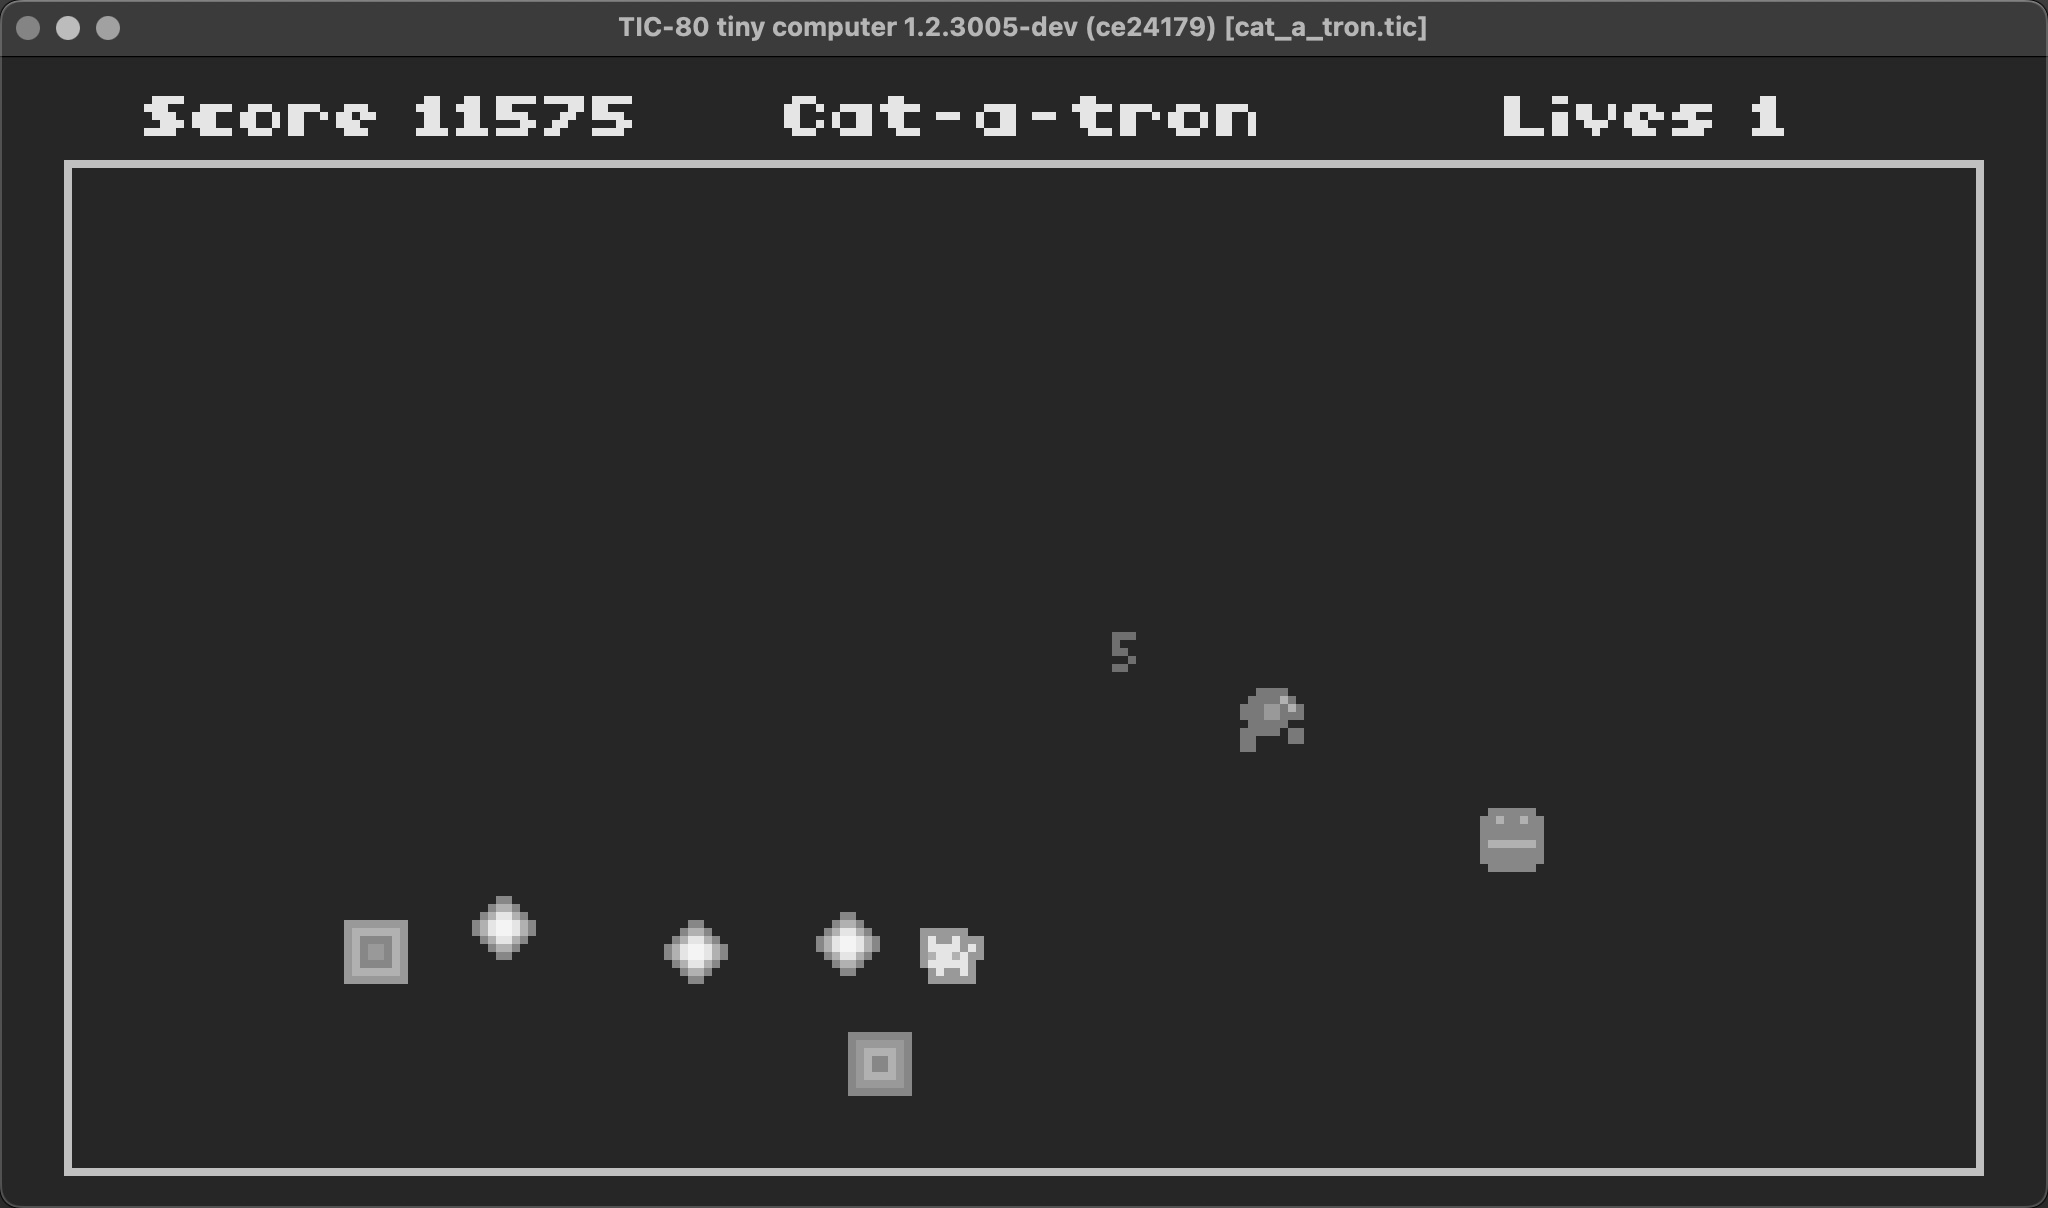 TIC-80 tiny computer 1.2.3005-dev (ce24179) [cat_a_tron.tic]
Score 11575 Cat-a-tron Lives 1
5